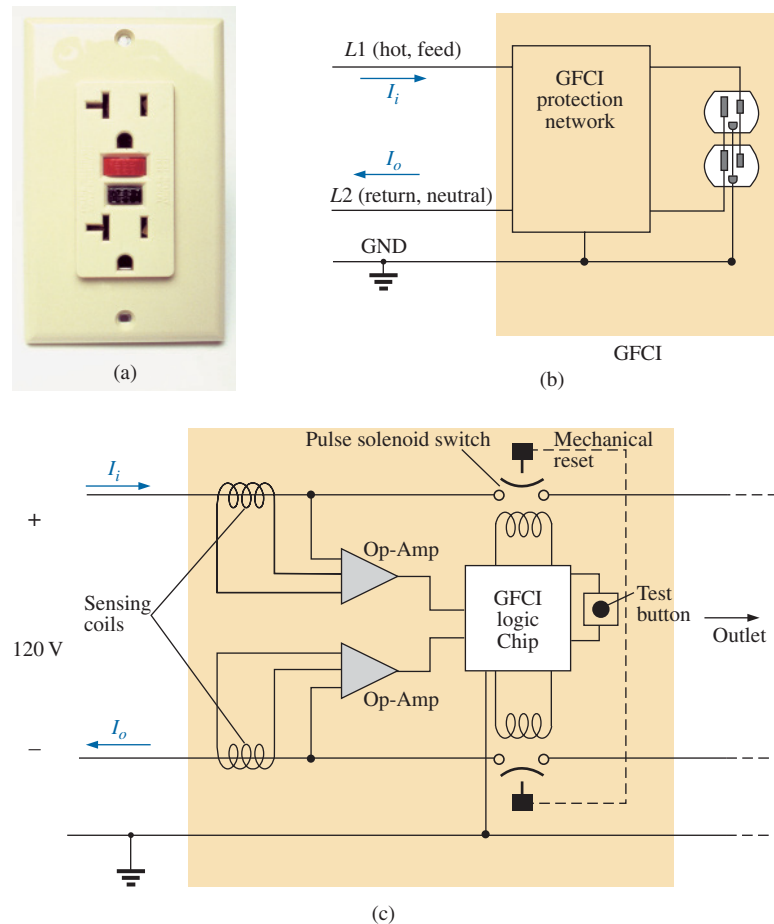 (a)
L1 (hot, feed)
Ii
Io
L2 (return, neutral)
GND
GFCI
protection
network
GFCI
(b)
Pulse solenoid switch
Mechanical
reset
Ii
+
Op-Amp
Sensing
coils
GFCI
logic
Chip
Test
button
Outlet
120 V
Op-Amp
Io
–
(c)